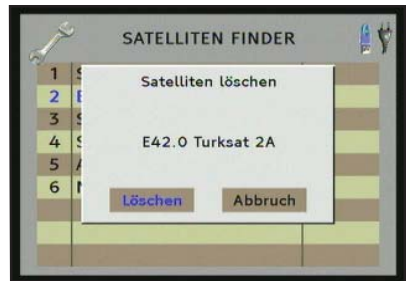 SATELLITEN FINDER
1 S
2 E
3 S
4 S
5 A
6 N
Satelliten löschen
E42.0 Turksat 2A
Löschen Abbruch